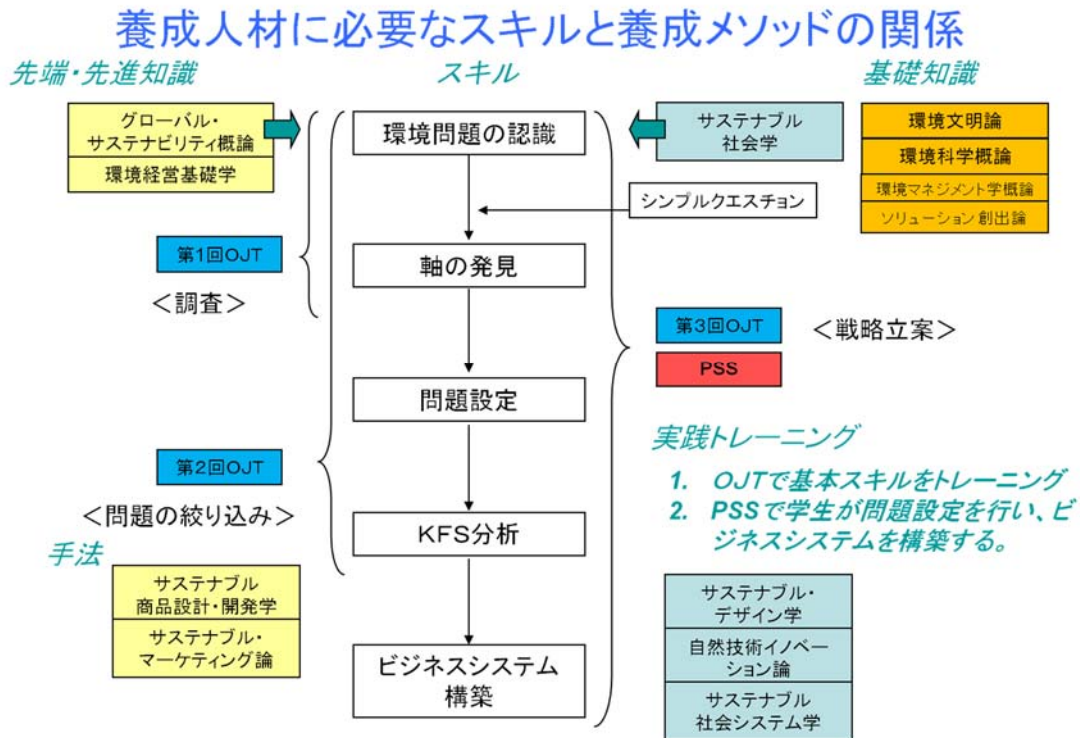 養成人材に必要なスキルと養成メソッドの関係
先端・先進知識
スキル
基礎知識
グローバル・
サステナビリティ概論
環境経営基礎学
環境問題の認識
サステナブル
社会学
環境文明論
環境科学概論
環境マネジメント学概論
ソリューション創出論
シンプルクエスチョン
第1回OJT
<調査>
軸の発見
第3回OJT
<戦略立案>
PSS
問題設定
実践トレーニング
1. OJTで基本スキルをトレーニング
2. PSSで学生が問題設定を行い、ビ
ジネスシステムを構築する。
第2回OJT
<問題の絞り込み>
KFS分析
手法
サステナブル
商品設計・開発学
サステナブル・
マーケティング論
ビジネスシステム
構築
サステナブル・
デザイン学
自然技術イノベー
ション論
サステナブル
社会システム学